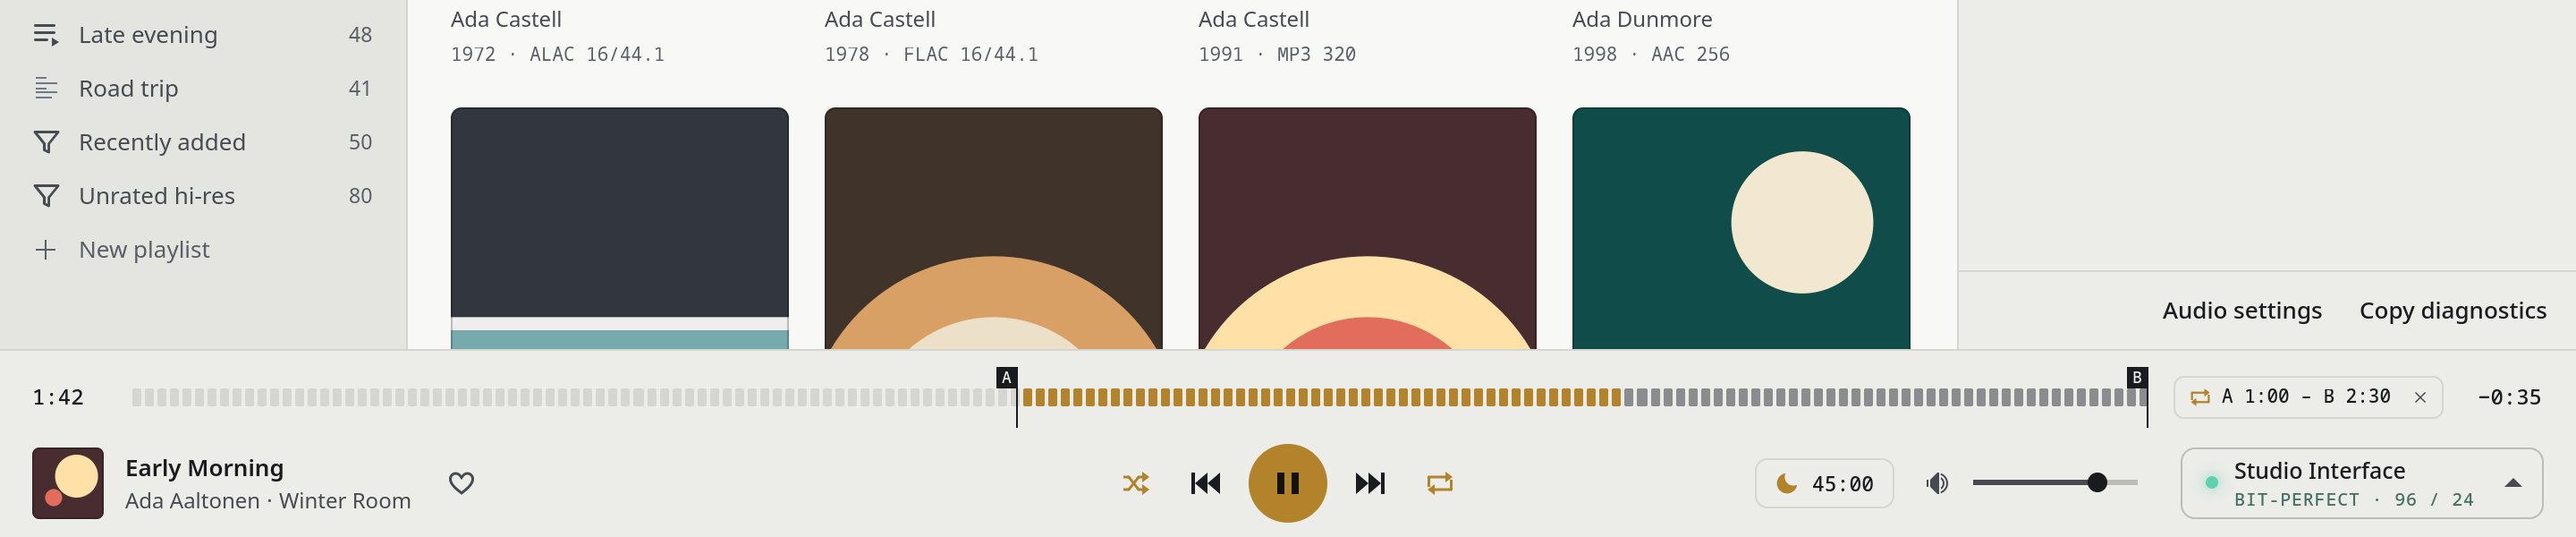 Late evening 48
Road trip 41
Recently added 50
Unrated hi-res 80
New playlist
Ada Castell
1972 · ALAC 16/44.1
Ada Castell
1978 · FLAC 16/44.1
Ada Castell
1991 · MP3 320
Ada Dunmore
1998 · AAC 256
Audio settings Copy diagnostics
1:42 A B A 1:00 – B 2:30 × −0:35
Early Morning
Ada Aaltonen · Winter Room
45:00
Studio Interface
BIT-PERFECT · 96 / 24